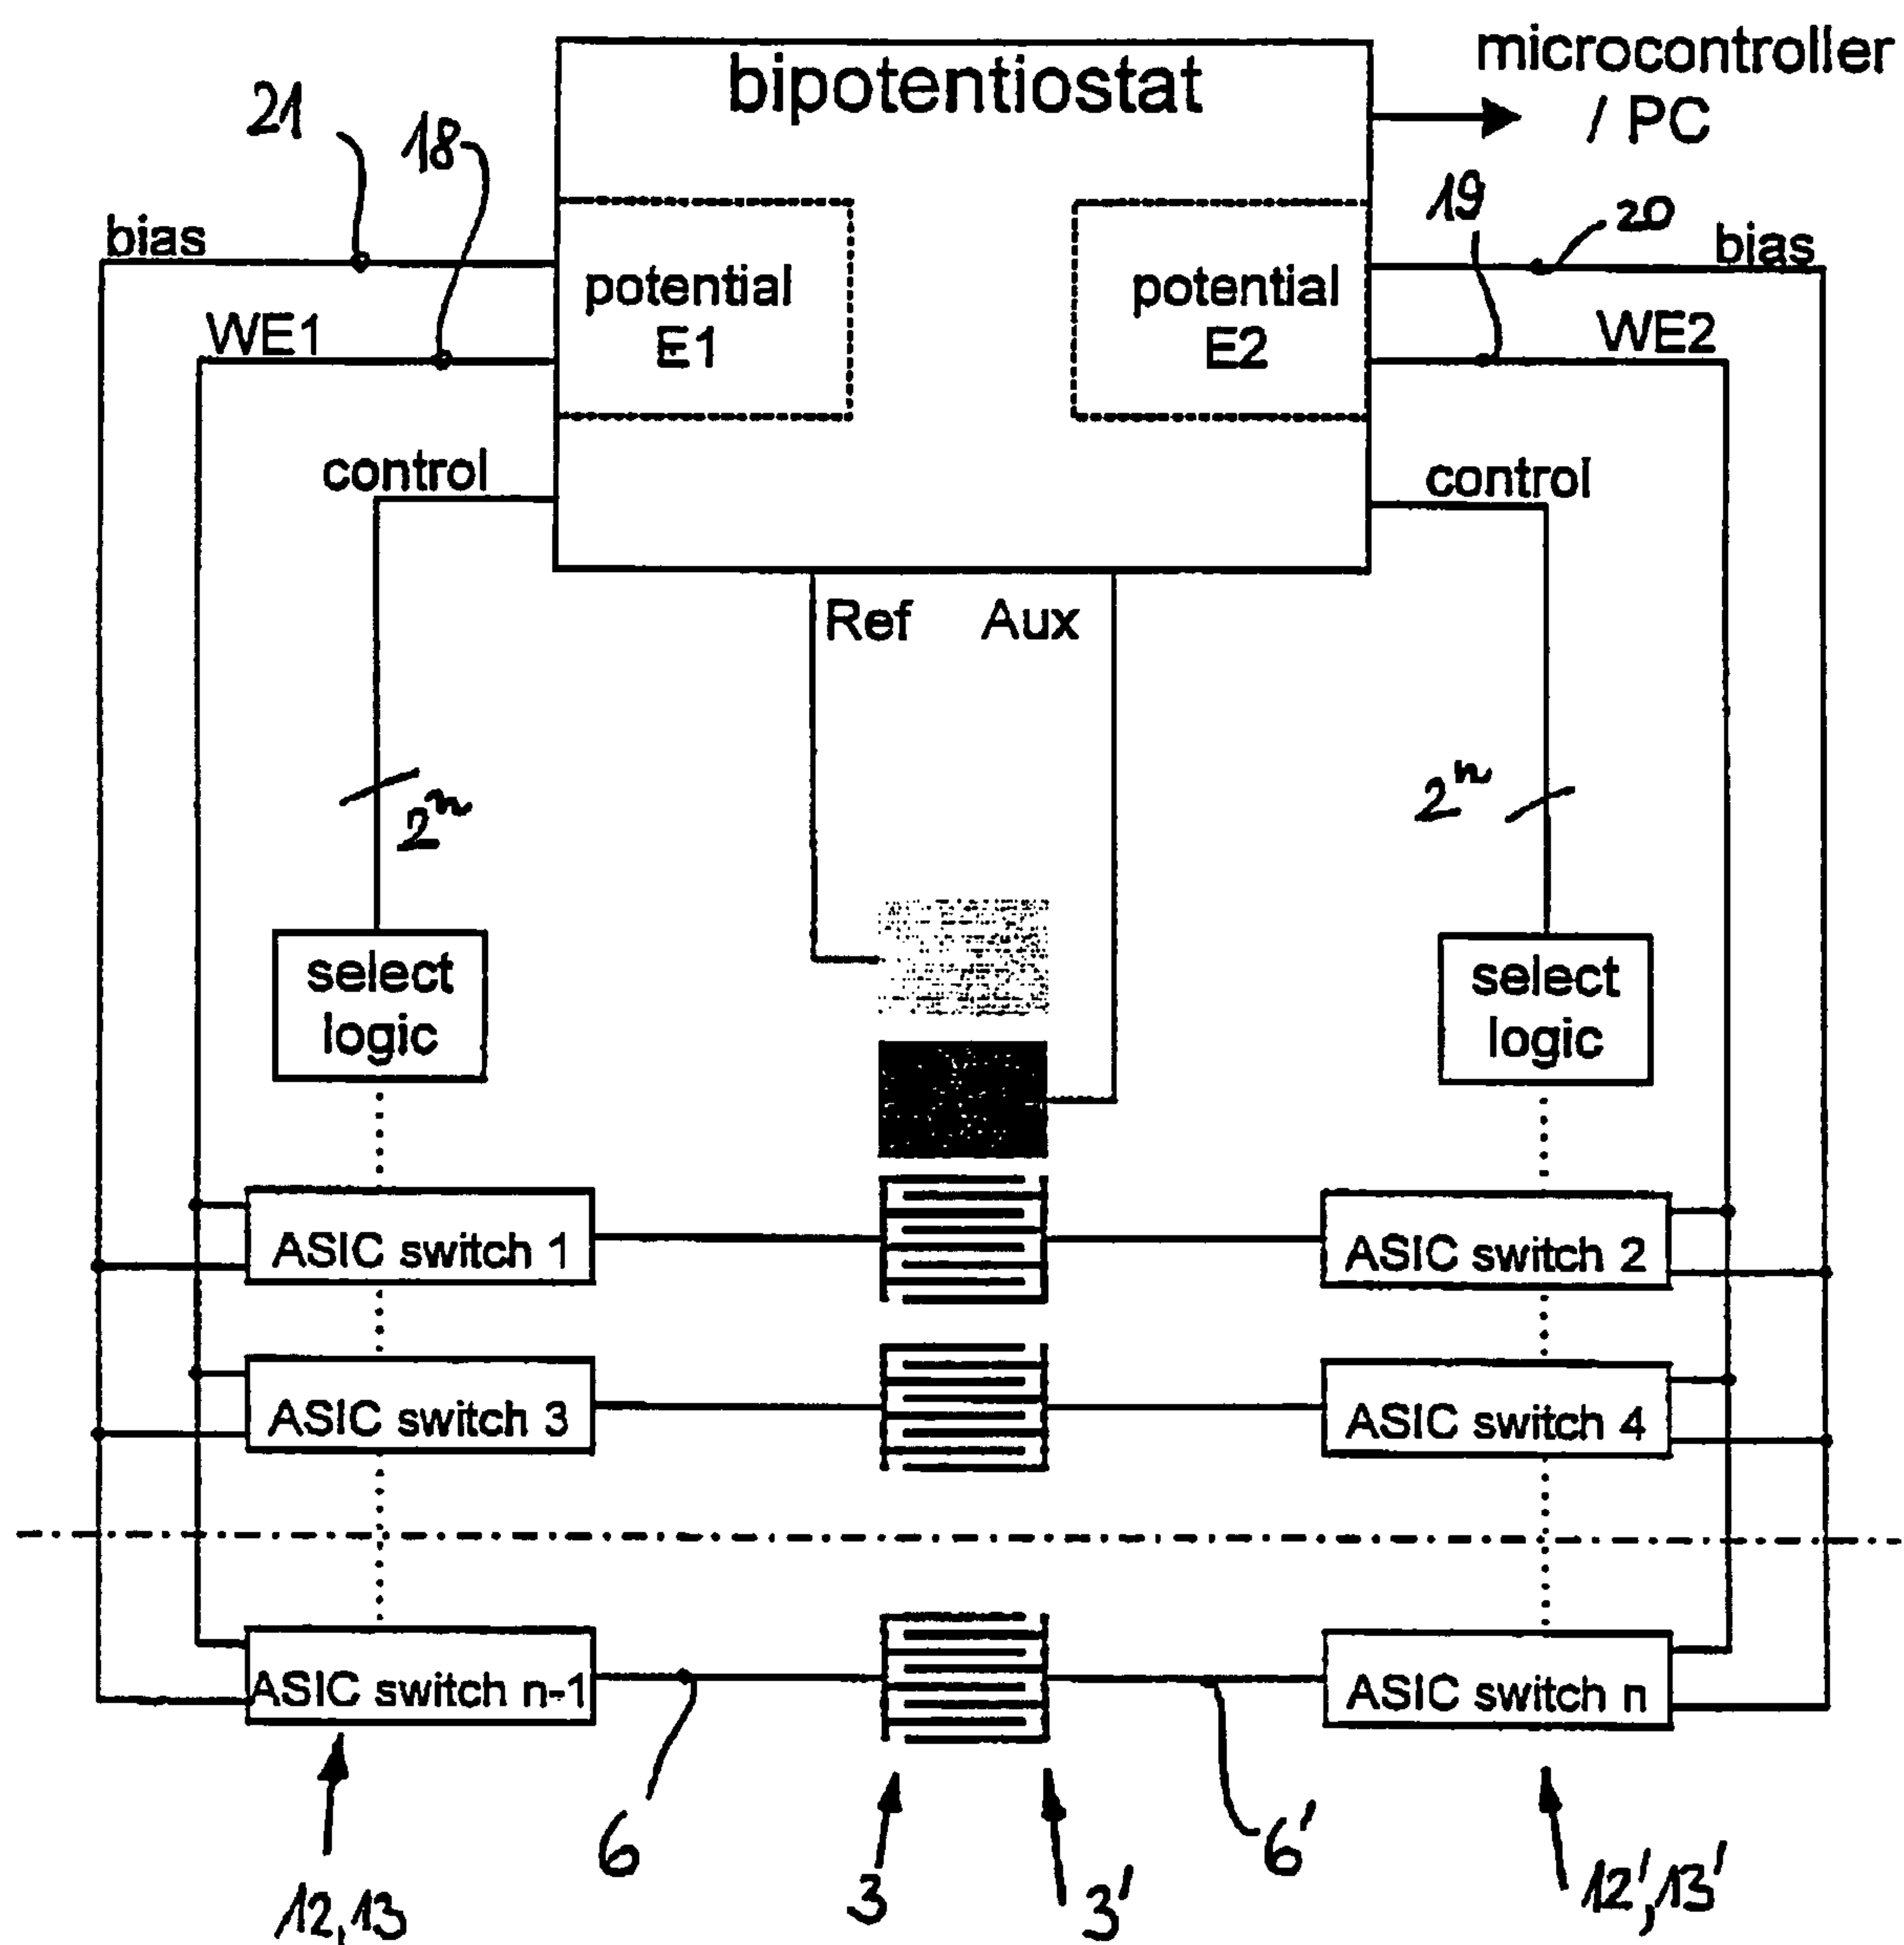 bipotentiostat
microcontroller
/ PC
21
18
19
20
bias
bias
potential
E1
potential
E2
WE1
WE2
control
control
Ref
Aux
2^n
2^n
select
logic
select
logic
ASIC switch 1
ASIC switch 2
ASIC switch 3
ASIC switch 4
ASIC switch n-1
ASIC switch n
6
6'
3
3'
12,13
12',13'